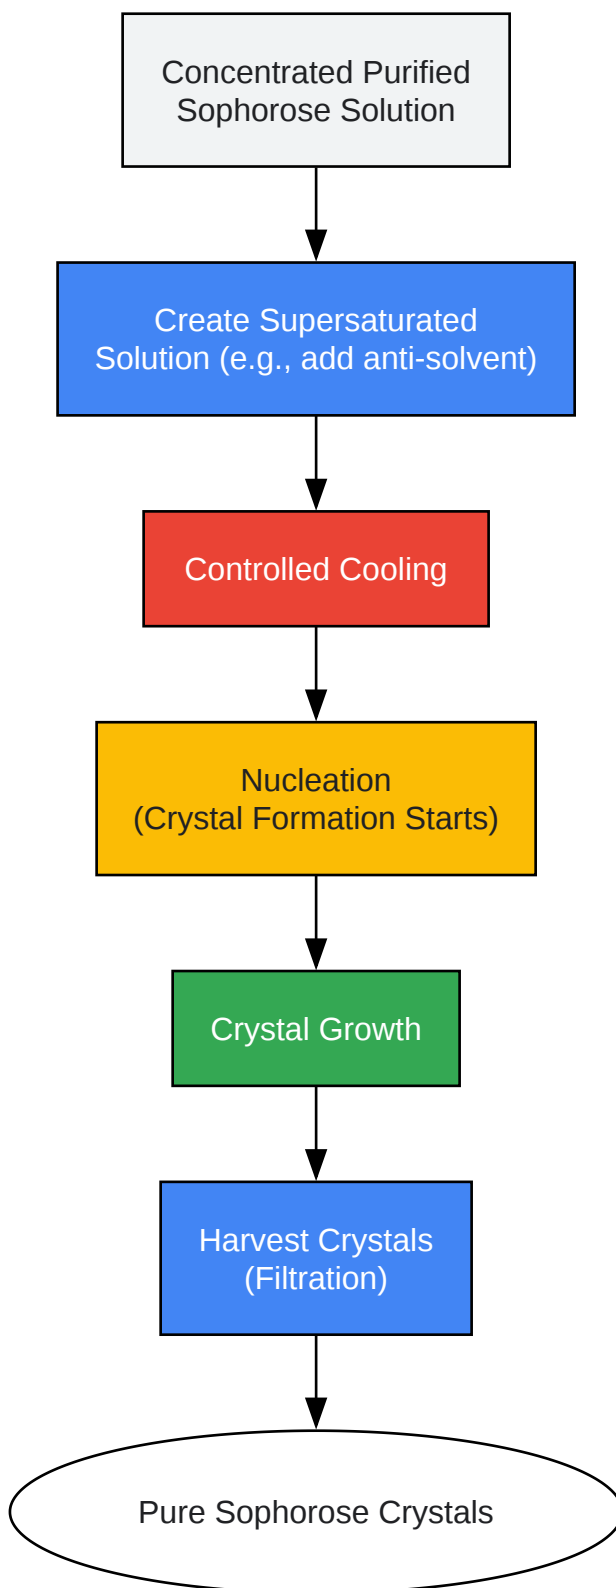 Concentrated Purified
Sophorose Solution
Create Supersaturated
Solution (e.g., add anti-solvent)
Controlled Cooling
Nucleation
(Crystal Formation Starts)
Crystal Growth
Harvest Crystals
(Filtration)
Pure Sophorose Crystals